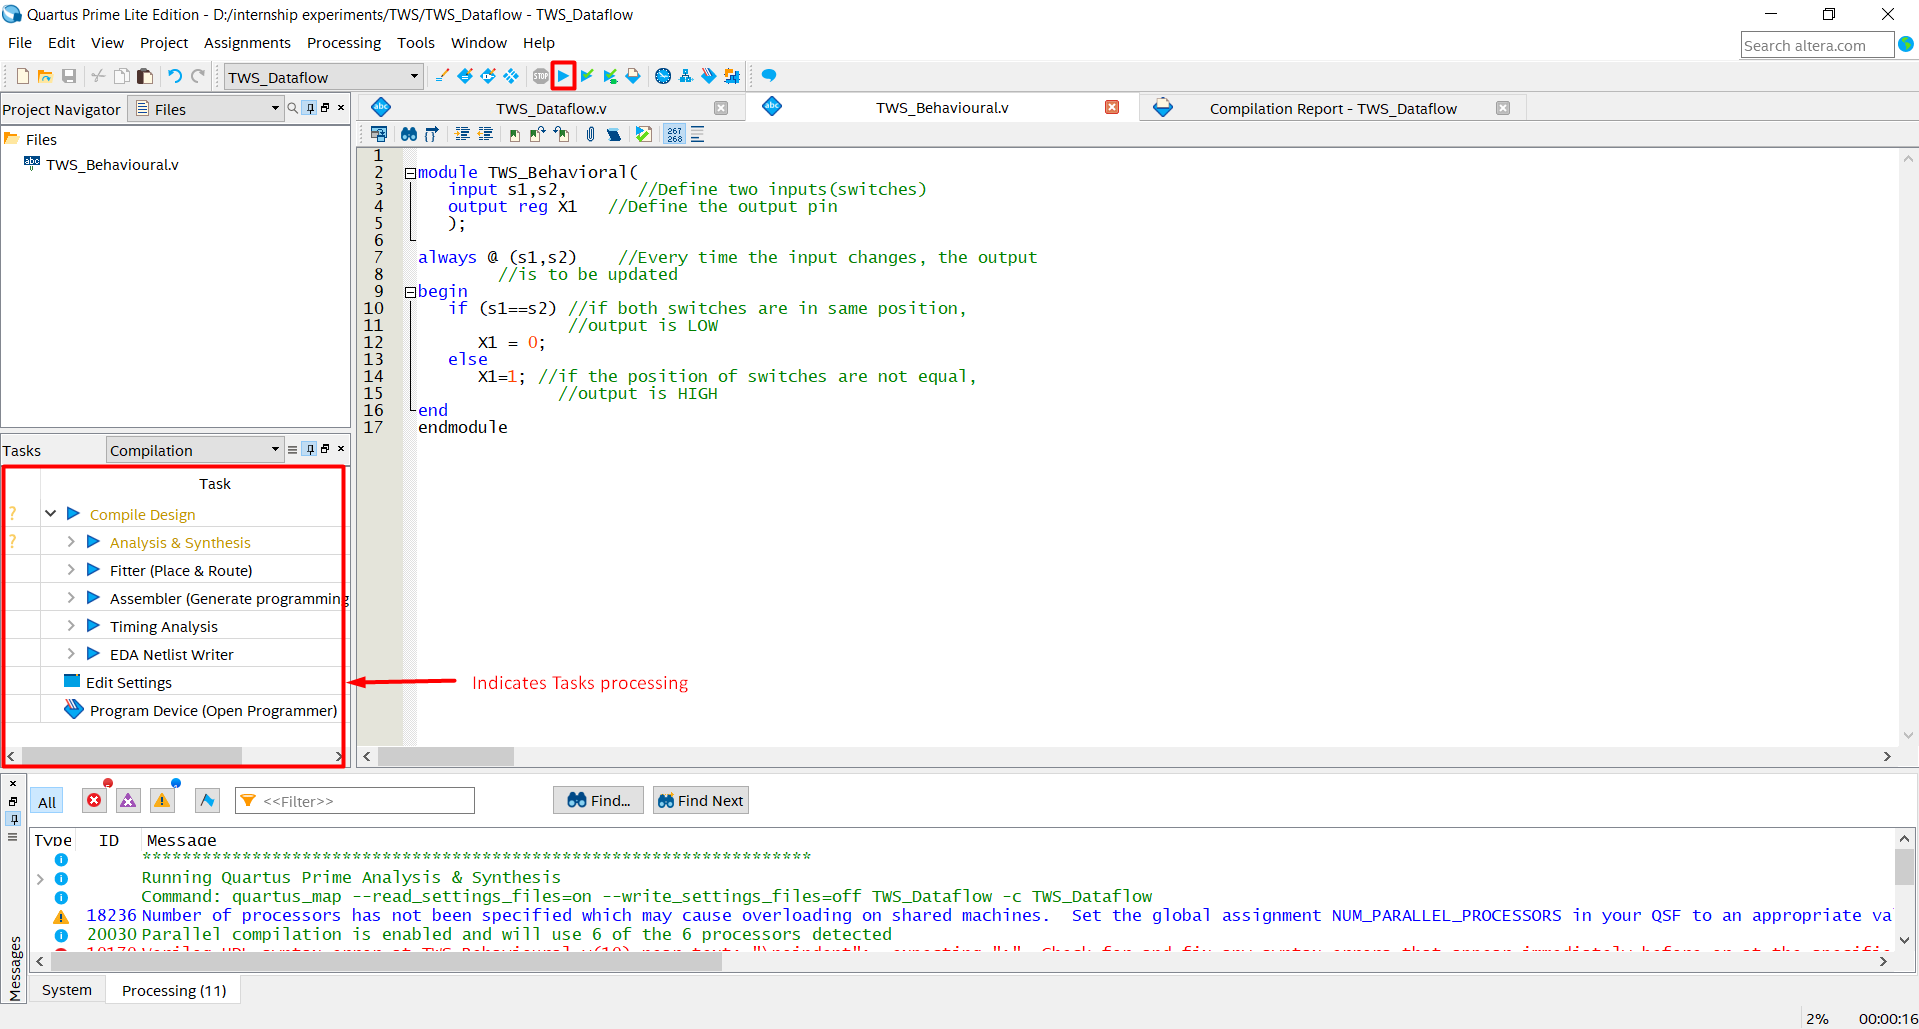 Quartus Prime Lite Edition - D:/internship experiments/TWS/TWS_Dataflow - TWS_Dataflow
File Edit View Project Assignments Processing Tools Window Help
Search altera.com
TWS_Dataflow
STOP
Project Navigator Files
TWS_Dataflow.v TWS_Behavioural.v Compilation Report - TWS_Dataflow
Files
TWS_Behavioural.v
267
268
1
2 module TWS_Behavioral(
3 input s1,s2, //Define two inputs(switches)
4 output reg X1 //Define the output pin
5 );
6
7 always @ (s1,s2) //Every time the input changes, the output
8 //is to be updated
9 begin
10 if (s1==s2) //if both switches are in same position,
11 //output is LOW
12 X1 = 0;
13 else
14 X1=1; //if the position of switches are not equal,
15 //output is HIGH
16 end
17 endmodule
Tasks Compilation
Task
? Compile Design
? Analysis & Synthesis
Fitter (Place & Route)
Assembler (Generate programming
Timing Analysis
EDA Netlist Writer
Edit Settings
Program Device (Open Programmer)
Indicates Tasks processing
All <<Filter>> Find... Find Next
Type ID Message
*******************************************************************
Running Quartus Prime Analysis & Synthesis
Command: quartus_map --read_settings_files=on --write_settings_files=off TWS_Dataflow -c TWS_Dataflow
18236 Number of processors has not been specified which may cause overloading on shared machines.  Set the global assignment NUM_PARALLEL_PROCESSORS in your QSF to an appropriate va
20030 Parallel compilation is enabled and will use 6 of the 6 processors detected
Messages
System Processing (11)
2% 00:00:16